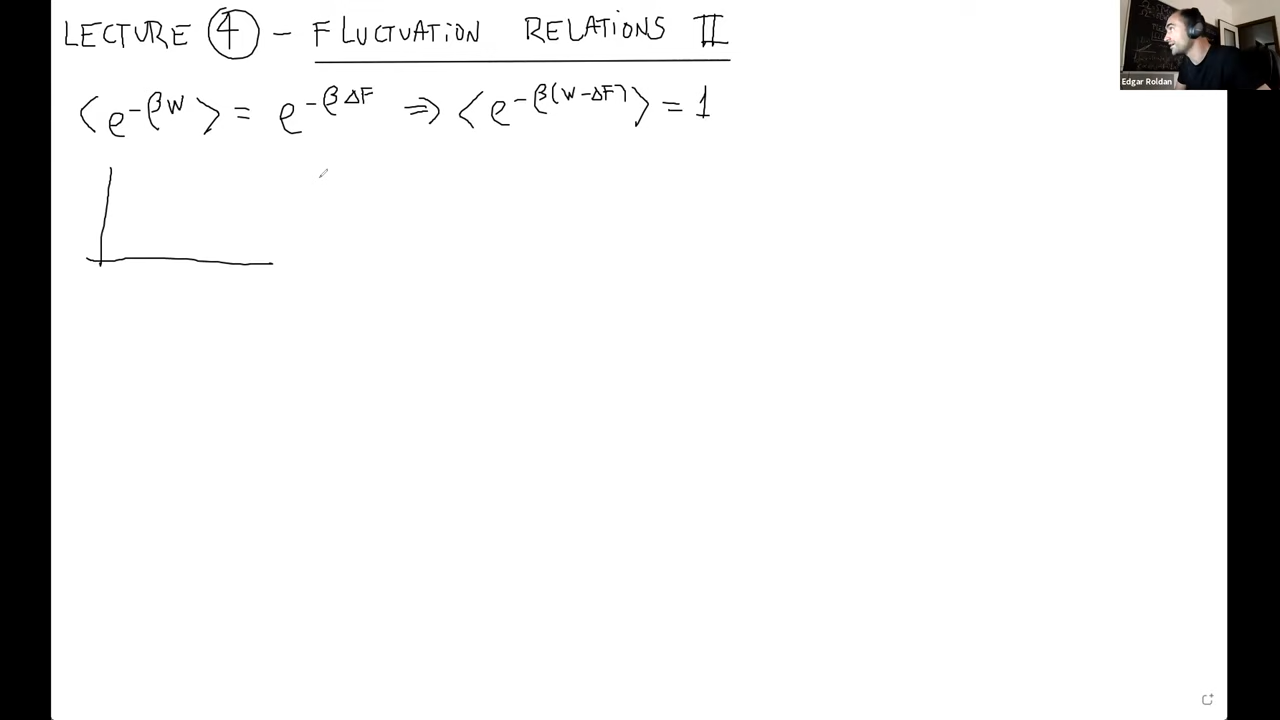 LECTURE 4 - FLUCTUATION RELATIONS II
⟨e^{-βW}⟩ = e^{-βΔF} ⇒ ⟨e^{-β(W-ΔF)}⟩ = 1
Edgar Roldan